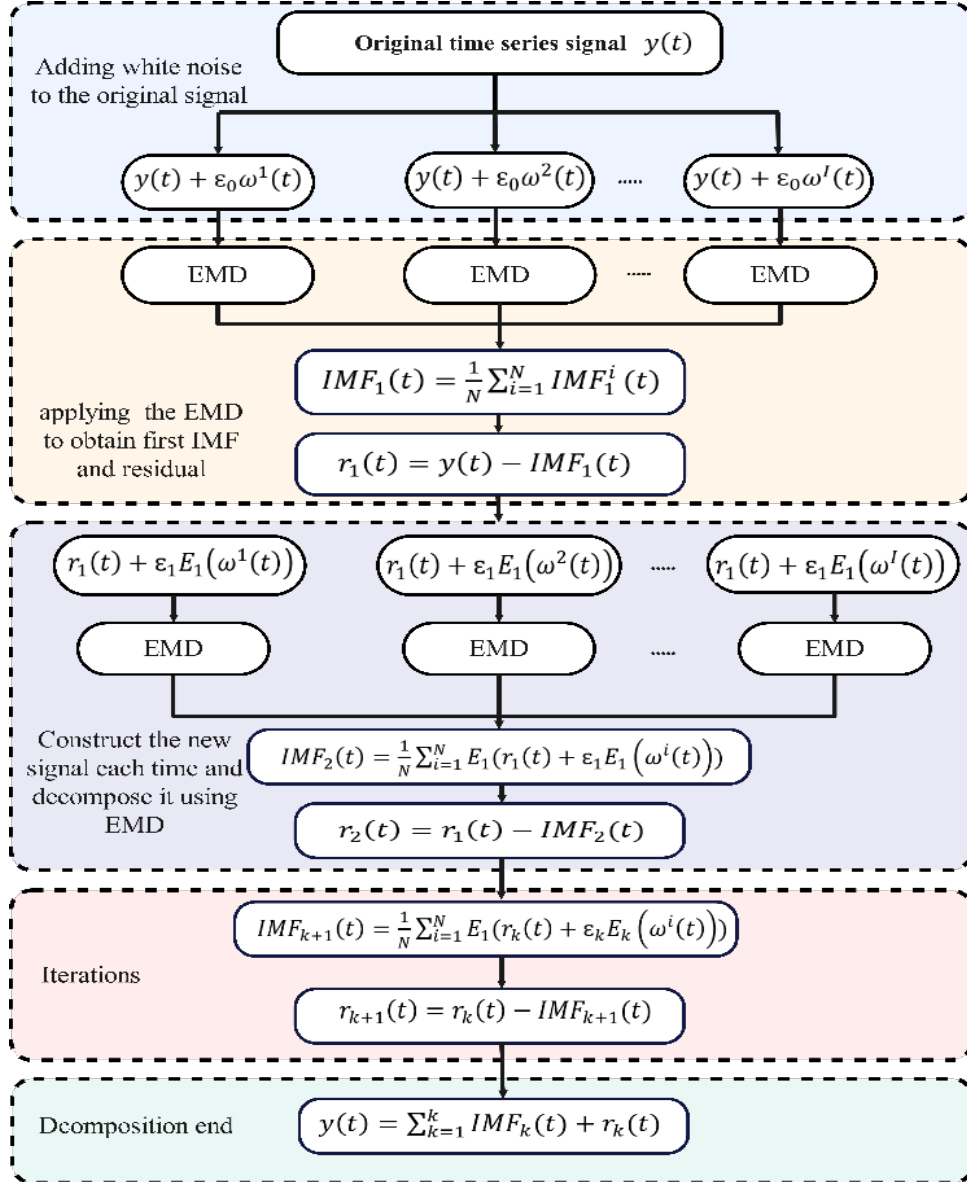 Original time series signal y(t)
Adding white noise
to the original signal
y(t) + ε₀ω¹(t)
y(t) + ε₀ω²(t)
.....
y(t) + ε₀ωᴵ(t)
EMD
EMD
.....
EMD
IMF₁(t) = 1/N ∑ᵢ₌₁ᴺ IMF₁ⁱ(t)
applying the EMD
to obtain first IMF
and residual
r₁(t) = y(t) − IMF₁(t)
r₁(t) + ε₁E₁(ω¹(t))
r₁(t) + ε₁E₁(ω²(t))
.....
r₁(t) + ε₁E₁(ωᴵ(t))
EMD
EMD
.....
EMD
Construct the new
signal each time and
decompose it using
EMD
IMF₂(t) = 1/N ∑ᵢ₌₁ᴺ E₁(r₁(t) + ε₁E₁(ωⁱ(t)))
r₂(t) = r₁(t) − IMF₂(t)
IMFₖ₊₁(t) = 1/N ∑ᵢ₌₁ᴺ E₁(rₖ(t) + εₖEₖ(ωⁱ(t)))
Iterations
rₖ₊₁(t) = rₖ(t) − IMFₖ₊₁(t)
Dcomposition end
y(t) = ∑ₖ₌₁ᵏ IMFₖ(t) + rₖ(t)